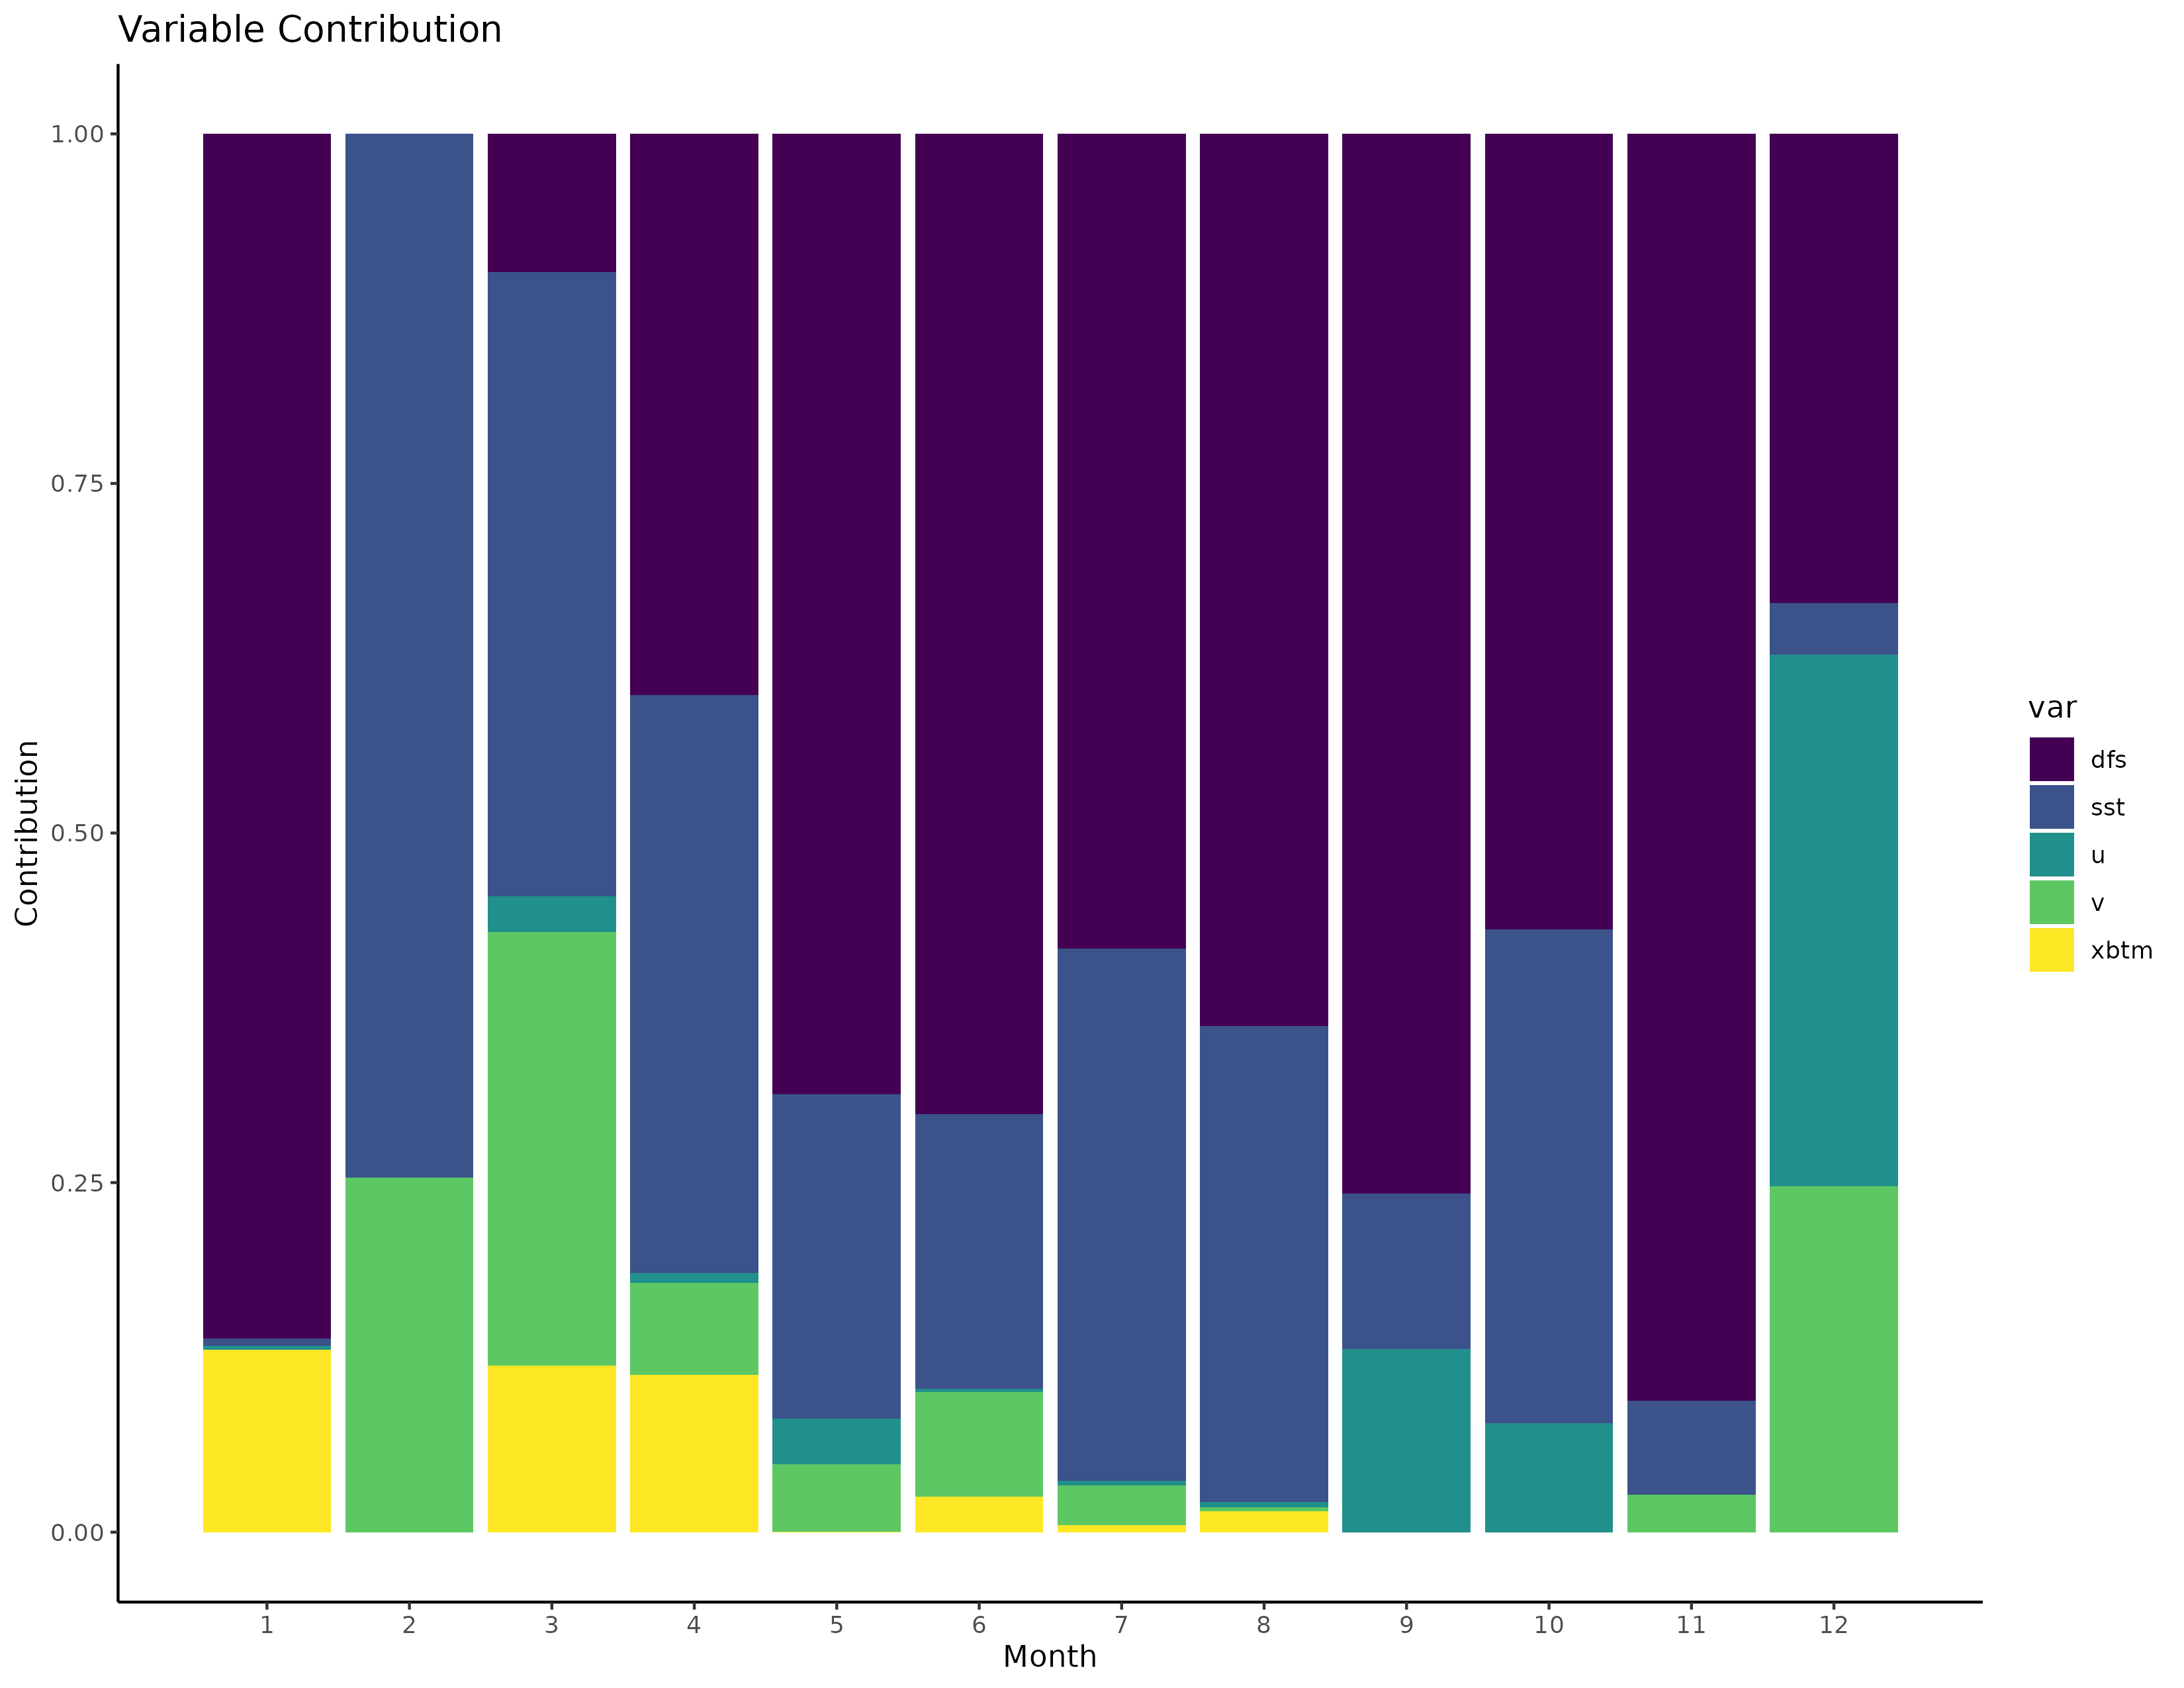 Variable Contribution
Contribution
1.00
0.75
0.50
0.25
0.00
1 2 3 4 5 6 7 8 9 10 11 12
Month
var
dfs
sst
u
v
xbtm